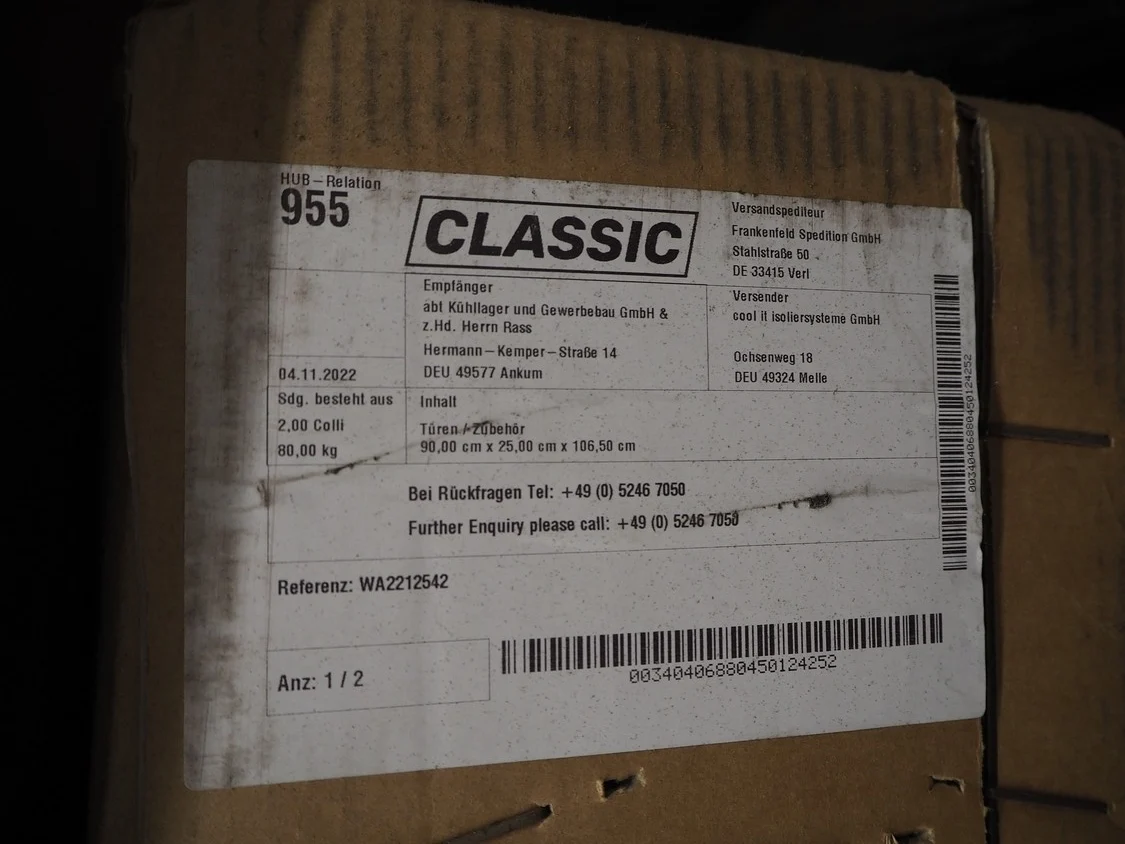 HUB-Relation
955
CLASSIC
Versandspediteur
Frankenfeld Spedition GmbH
Stahlstraße 50
DE 33415 Verl
Empfänger
abt Kühllager und Gewerbebau GmbH &
z.Hd. Herrn Rass
Hermann-Kemper-Straße 14
DEU 49577 Ankum
Versender
cool it isoliersysteme GmbH
Ochsenweg 18
DEU 49324 Melle
04.11.2022
Sdg. besteht aus
2,00 Colli
80,00 kg
Inhalt
Türen / Zubehör
90,00 cm x 25,00 cm x 106,50 cm
Bei Rückfragen Tel: +49 (0) 5246 7050
Further Enquiry please call: +49 (0) 5246 7050
Referenz: WA2212542
Anz: 1 / 2
00340406880450124252
00340406880450124252